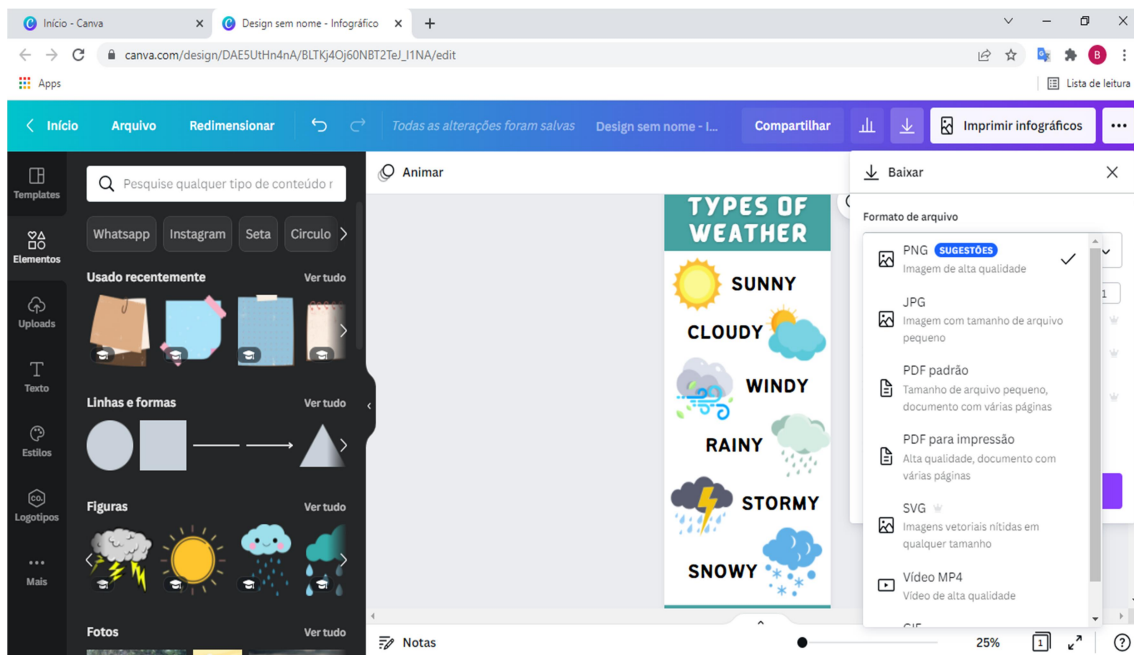 Início - Canva
Design sem nome - Infográfico
canva.com/design/DAE5UtHn4nA/BLTKj4Oj60NBT2TeJ_I1NA/edit
B
Apps
Lista de leitura
Início
Arquivo
Redimensionar
Todas as alterações foram salvas
Design sem nome - I...
Compartilhar
Imprimir infográficos
Templates
Elementos
Uploads
Texto
Estilos
CO.
Logotipos
Mais
Pesquise qualquer tipo de conteúdo
Whatsapp
Instagram
Seta
Circulo
Usado recentemente
Ver tudo
Linhas e formas
Ver tudo
Figuras
Ver tudo
Fotos
Ver tudo
Animar
TYPES OF
WEATHER
SUNNY
CLOUDY
WINDY
RAINY
STORMY
SNOWY
Baixar
Formato de arquivo
PNG SUGESTÕES
Imagem de alta qualidade
1
JPG
Imagem com tamanho de arquivo
pequeno
PDF padrão
Tamanho de arquivo pequeno,
documento com várias páginas
PDF para impressão
Alta qualidade, documento com
várias páginas
SVG
Imagens vetoriais nítidas em
qualquer tamanho
Vídeo MP4
Vídeo de alta qualidade
GIF
Notas
25%
1